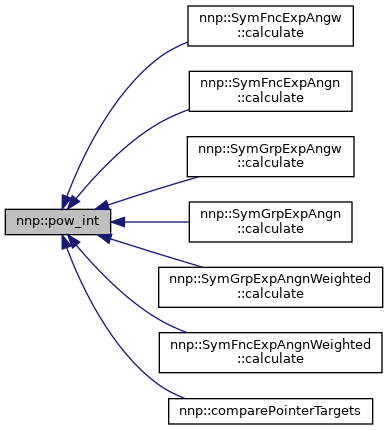 nnp::SymFncExpAngw
::calculate
nnp::SymFncExpAngn
::calculate
nnp::SymGrpExpAngw
::calculate
nnp::pow_int
nnp::SymGrpExpAngn
::calculate
nnp::SymGrpExpAngnWeighted
::calculate
nnp::SymFncExpAngnWeighted
::calculate
nnp::comparePointerTargets